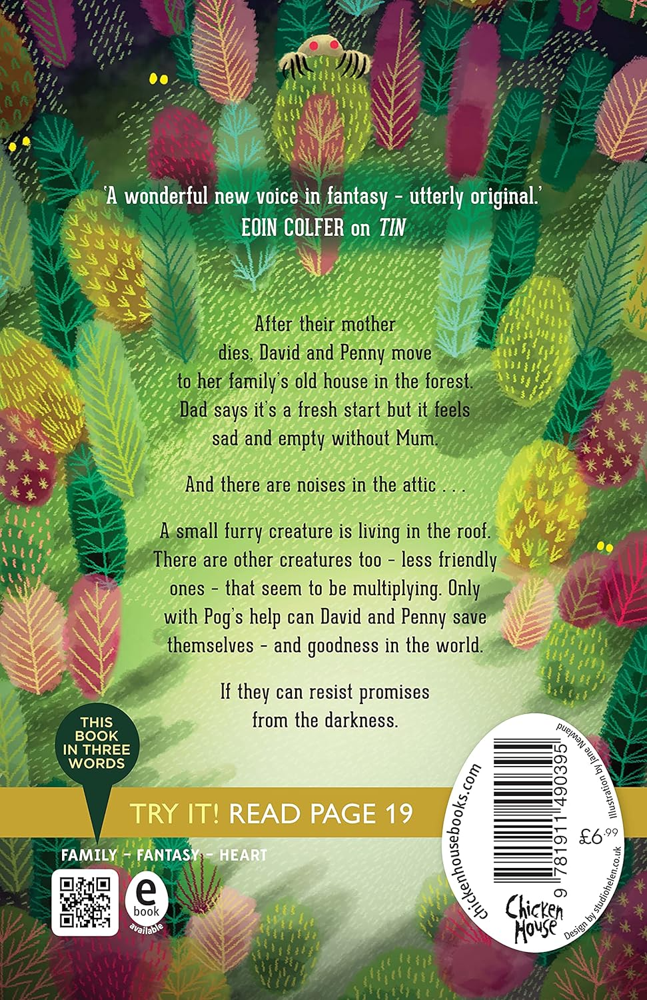 ‘A wonderful new voice in fantasy – utterly original.’
EOIN COLFER on TIN
After their mother
dies, David and Penny move
to her family’s old house in the forest.
Dad says it’s a fresh start but it feels
sad and empty without Mum.
And there are noises in the attic . . .
A small furry creature is living in the roof.
There are other creatures too – less friendly
ones – that seem to be multiplying. Only
with Pog’s help can David and Penny save
themselves – and goodness in the world.
If they can resist promises
from the darkness.
THIS
BOOK
IN THREE
WORDS
TRY IT! READ PAGE 19
FAMILY – FANTASY – HEART
e
book
available
chickenhousebooks.com
9 781911 490395
£6.99
Illustration by Jane Newland
Design by studiohelen.co.uk
Chicken
House